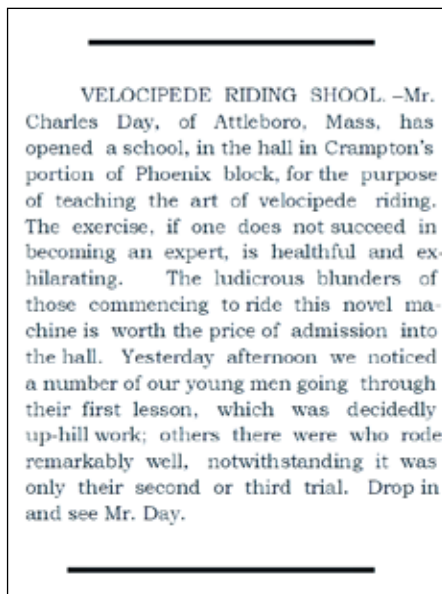 VELOCIPEDE RIDING SHOOL. –Mr.
Charles Day, of Attleboro, Mass, has
opened a school, in the hall in Crampton's
portion of Phoenix block, for the purpose
of teaching the art of velocipede riding.
The exercise, if one does not succeed in
becoming an expert, is healthful and ex-
hilarating. The ludicrous blunders of
those commencing to ride this novel ma-
chine is worth the price of admission into
the hall. Yesterday afternoon we noticed
a number of our young men going through
their first lesson, which was decidedly
up-hill work; others there were who rode
remarkably well, notwithstanding it was
only their second or third trial. Drop in
and see Mr. Day.